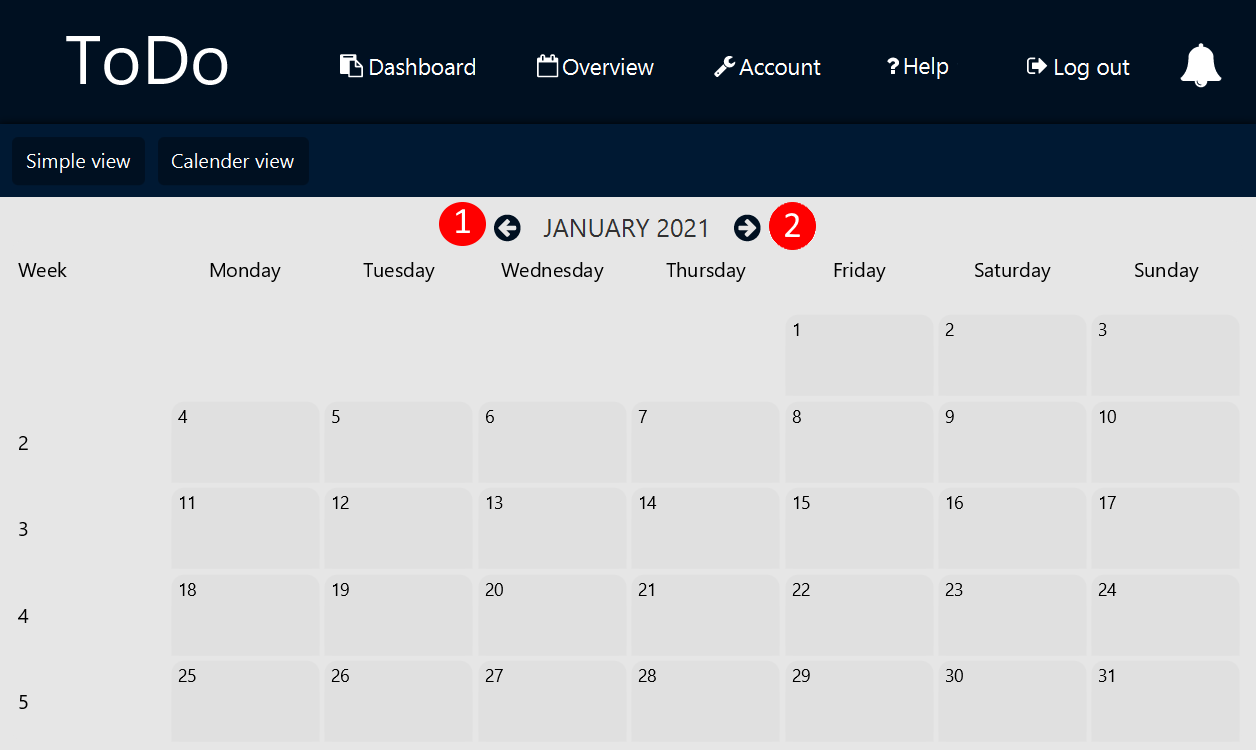 ToDo Dashboard Overview Account ? Help Log out
Simple view Calender view
1 JANUARY 2021 2
Week Monday Tuesday Wednesday Thursday Friday Saturday Sunday
1 2 3
4 5 6 7 8 9 10
2
11 12 13 14 15 16 17
3
18 19 20 21 22 23 24
4
25 26 27 28 29 30 31
5